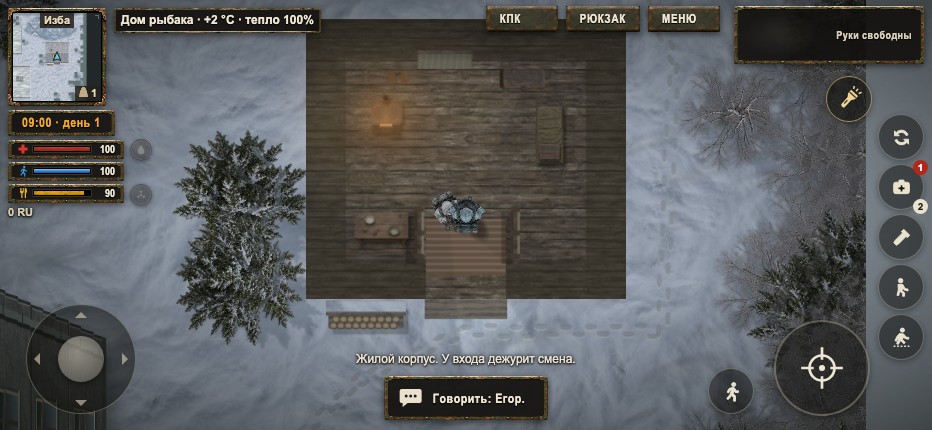 Изба
Дом рыбака · +2 °C · тепло 100%
КПК
РЮКЗАК
МЕНЮ
Руки свободны
1
09:00 · день 1
100
100
90
0 RU
1
2
Жилой корпус. У входа дежурит смена.
Говорить: Егор.